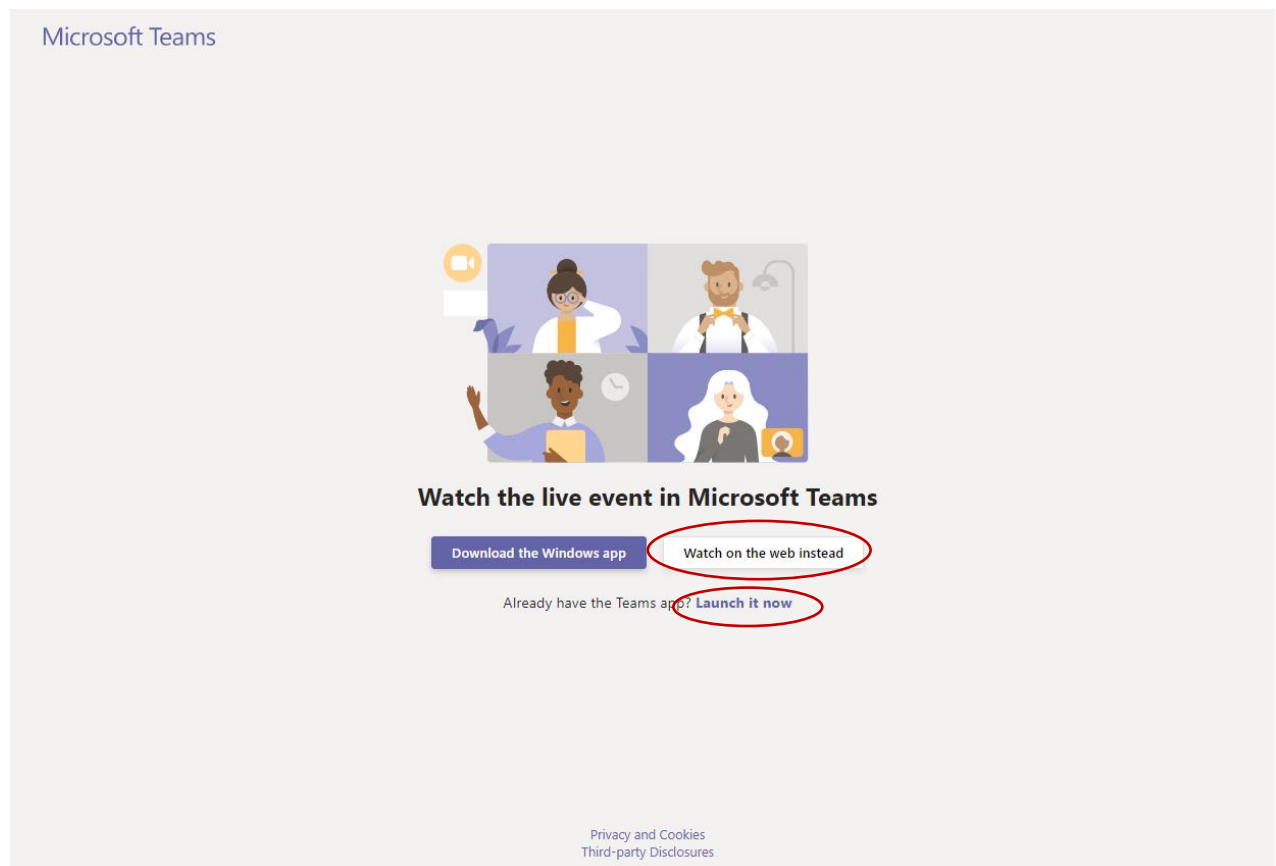 Microsoft Teams
Watch the live event in Microsoft Teams
Download the Windows app Watch on the web instead
Already have the Teams app? Launch it now
Privacy and Cookies
Third-party Disclosures